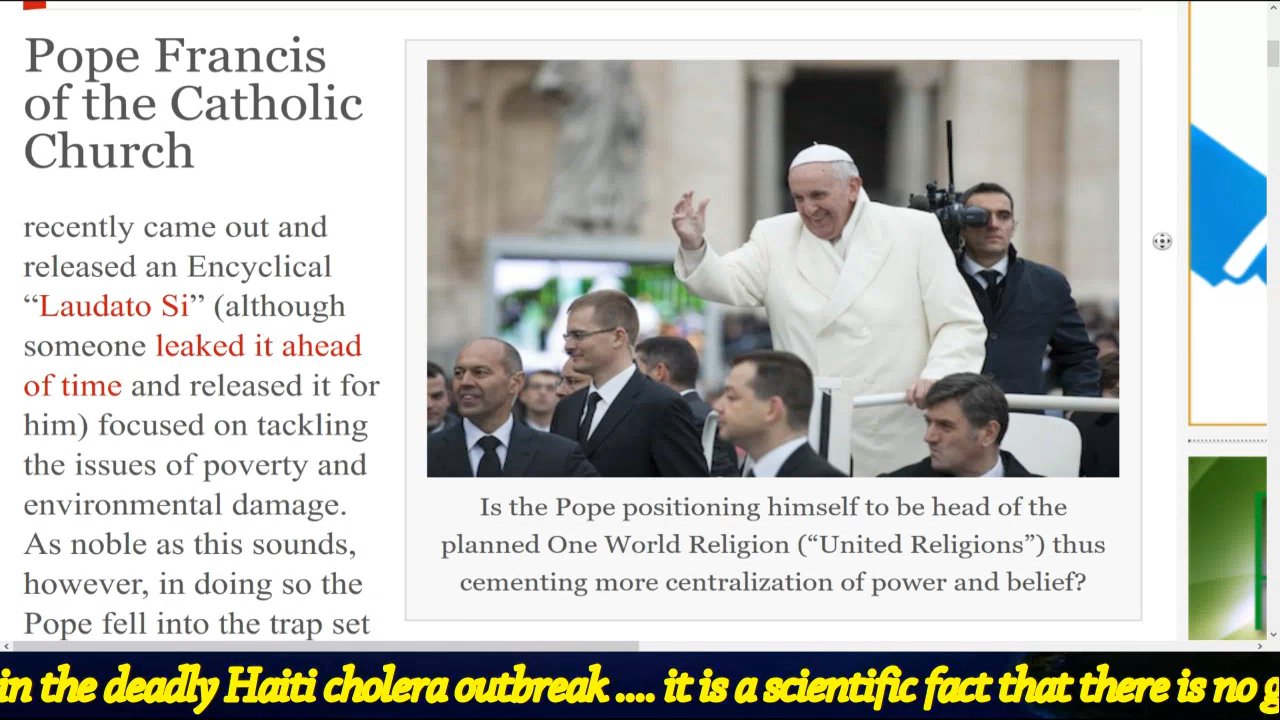 Pope Francis
of the Catholic
Church
recently came out and
released an Encyclical
“Laudato Si” (although
someone leaked it ahead
of time and released it for
him) focused on tackling
the issues of poverty and
environmental damage.
As noble as this sounds,
however, in doing so the
Pope fell into the trap set
Is the Pope positioning himself to be head of the
planned One World Religion (“United Religions”) thus
cementing more centralization of power and belief?
in the deadly Haiti cholera outbreak .... it is a scientific fact that there is no g